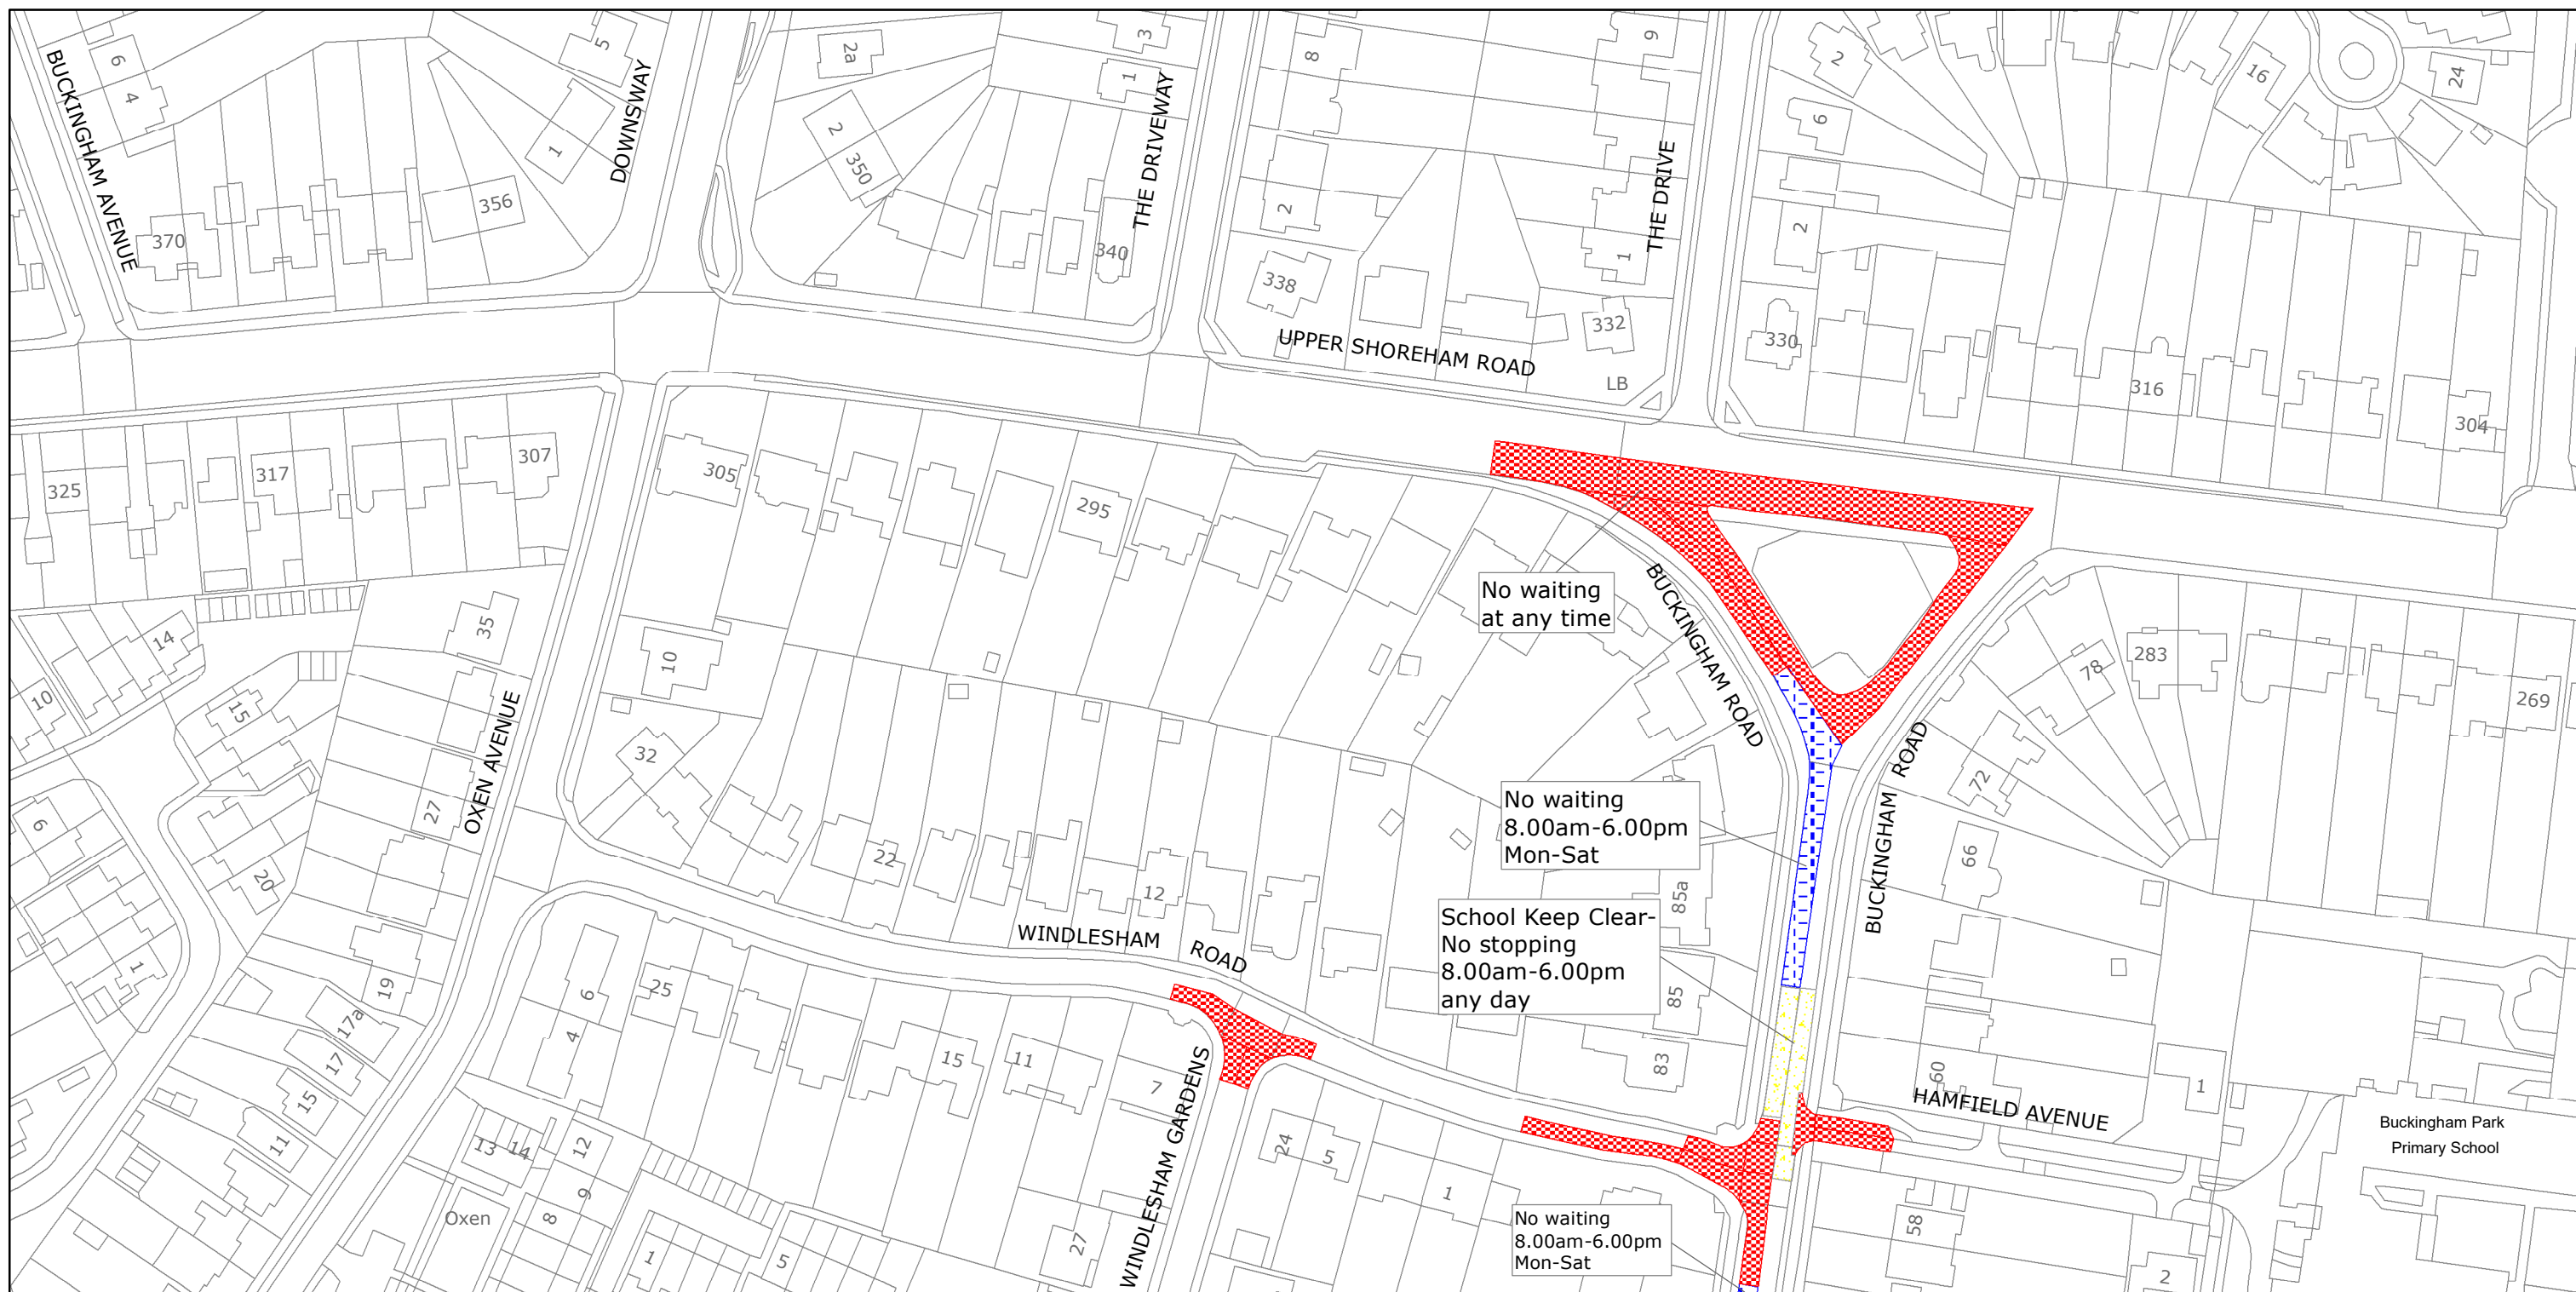 BUCKINGHAM AVENUE
6
4
5
1
DOWNSWAY
370
356
2a
2
350
3
1
THE DRIVEWAY
340
8
2
338
9
THE DRIVE
1
332
LB
UPPER SHOREHAM ROAD
2
6
2
330
16
24
316
304
325
317
307
305
295
No waiting
at any time
BUCKINGHAM ROAD
283
78
269
72
14
10
15
35
10
32
OXEN AVENUE
27
6
20
1
22
12
No waiting
8.00am-6.00pm
Mon-Sat
85a
School Keep Clear-
No stopping
8.00am-6.00pm
any day
85
83
BUCKINGHAM ROAD
66
60
HAMFIELD AVENUE
1
Buckingham Park
Primary School
WINDLESHAM ROAD
19
17a
17
15
11
6
4
25
15
11
7
WINDLESHAM GARDENS
24
5
1
13
14
12
9
8
Oxen
1
5
27
No waiting
8.00am-6.00pm
Mon-Sat
58
2